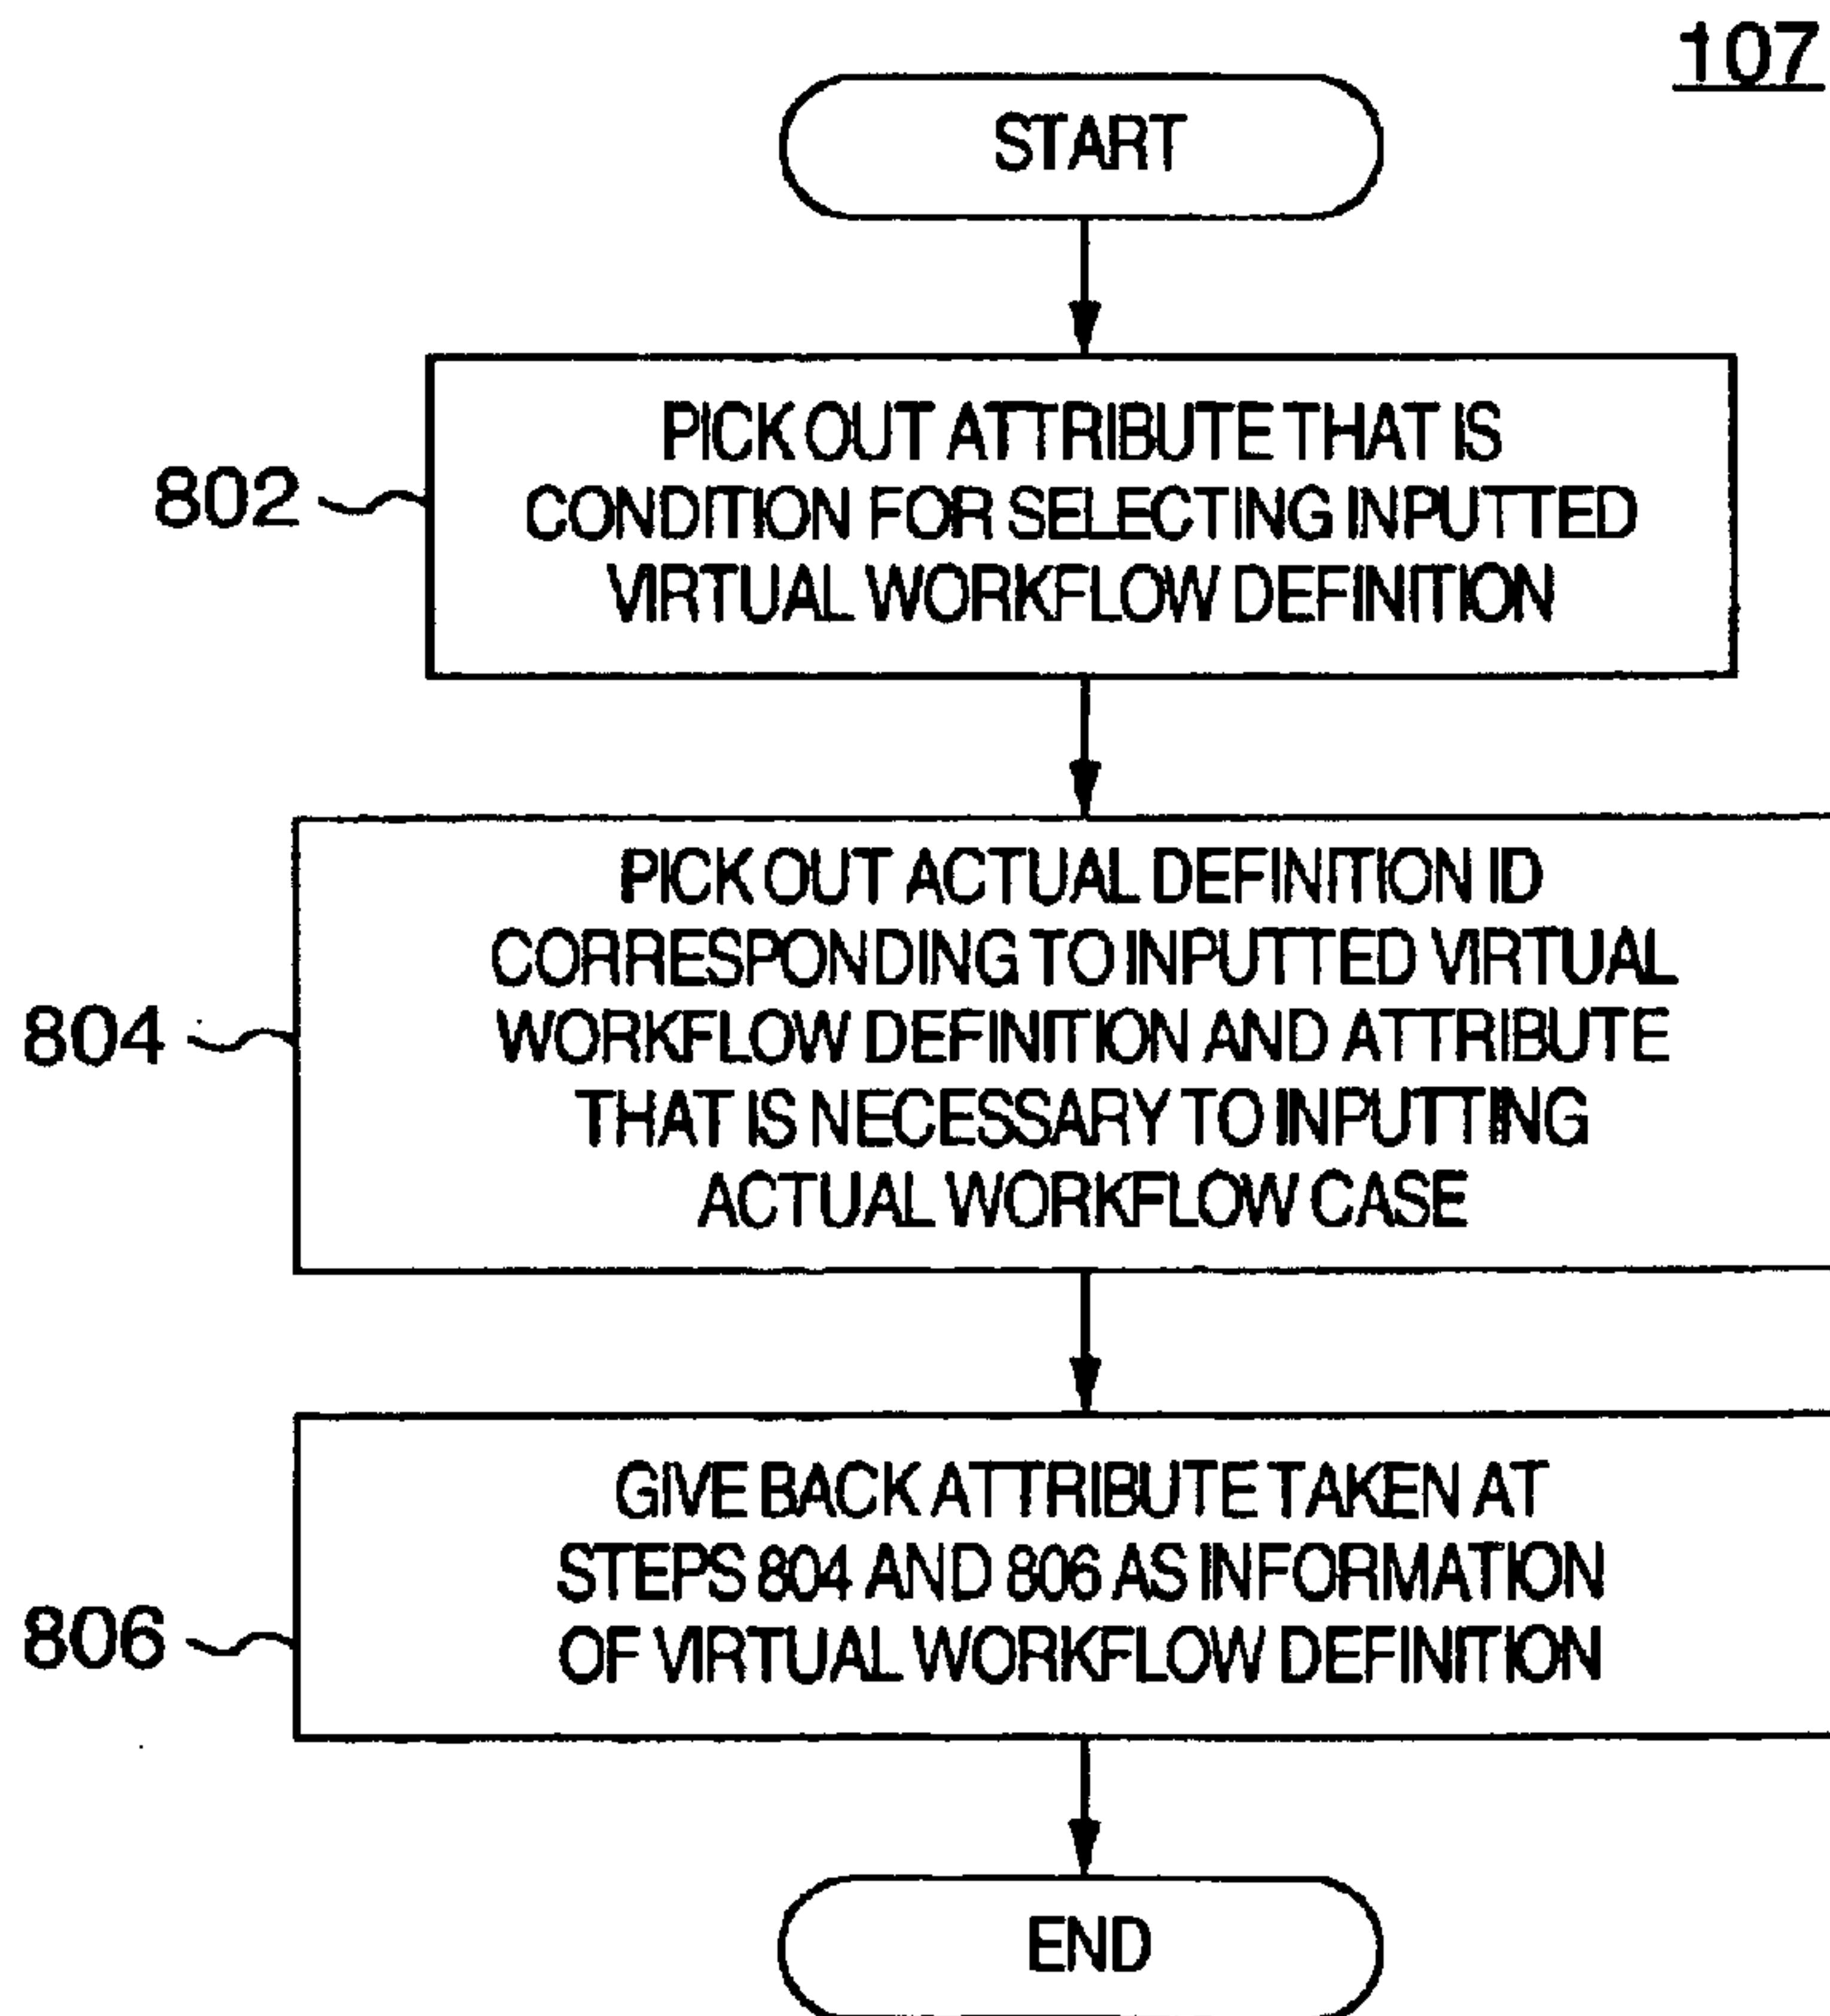 107
START
802
PICK OUT ATTRIBUTE THAT IS
CONDITION FOR SELECTING INPUTTED
VIRTUAL WORKFLOW DEFINITION
804
PICK OUT ACTUAL DEFINITION ID
CORRESPONDING TO INPUTTED VIRTUAL
WORKFLOW DEFINITION AND ATTRIBUTE
THAT IS NECESSARY TO INPUTTING
ACTUAL WORKFLOW CASE
806
GIVE BACK ATTRIBUTE TAKEN AT
STEPS 804 AND 806 AS INFORMATION
OF VIRTUAL WORKFLOW DEFINITION
END